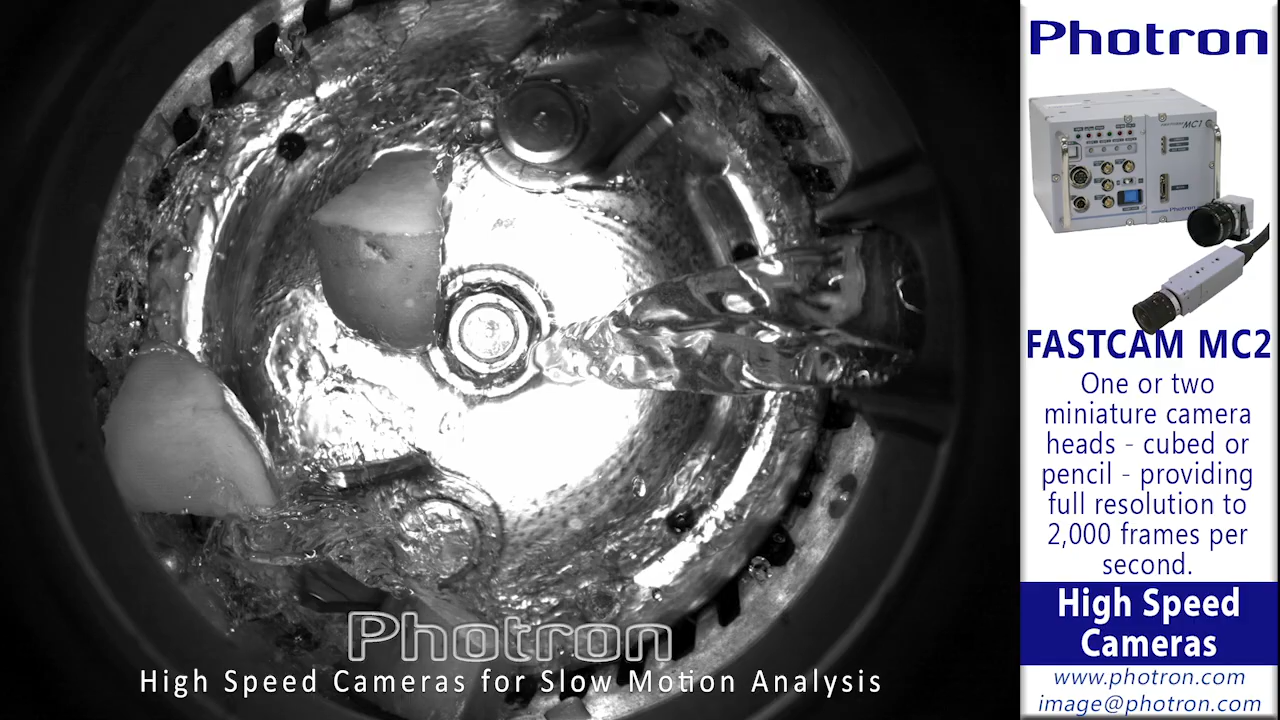 Photron
MC1
Photron
FASTCAM MC2
One or two
miniature camera
heads - cubed or
pencil - providing
full resolution to
2,000 frames per
second.
High Speed
Cameras
www.photron.com
image@photron.com
Photron
High Speed Cameras for Slow Motion Analysis